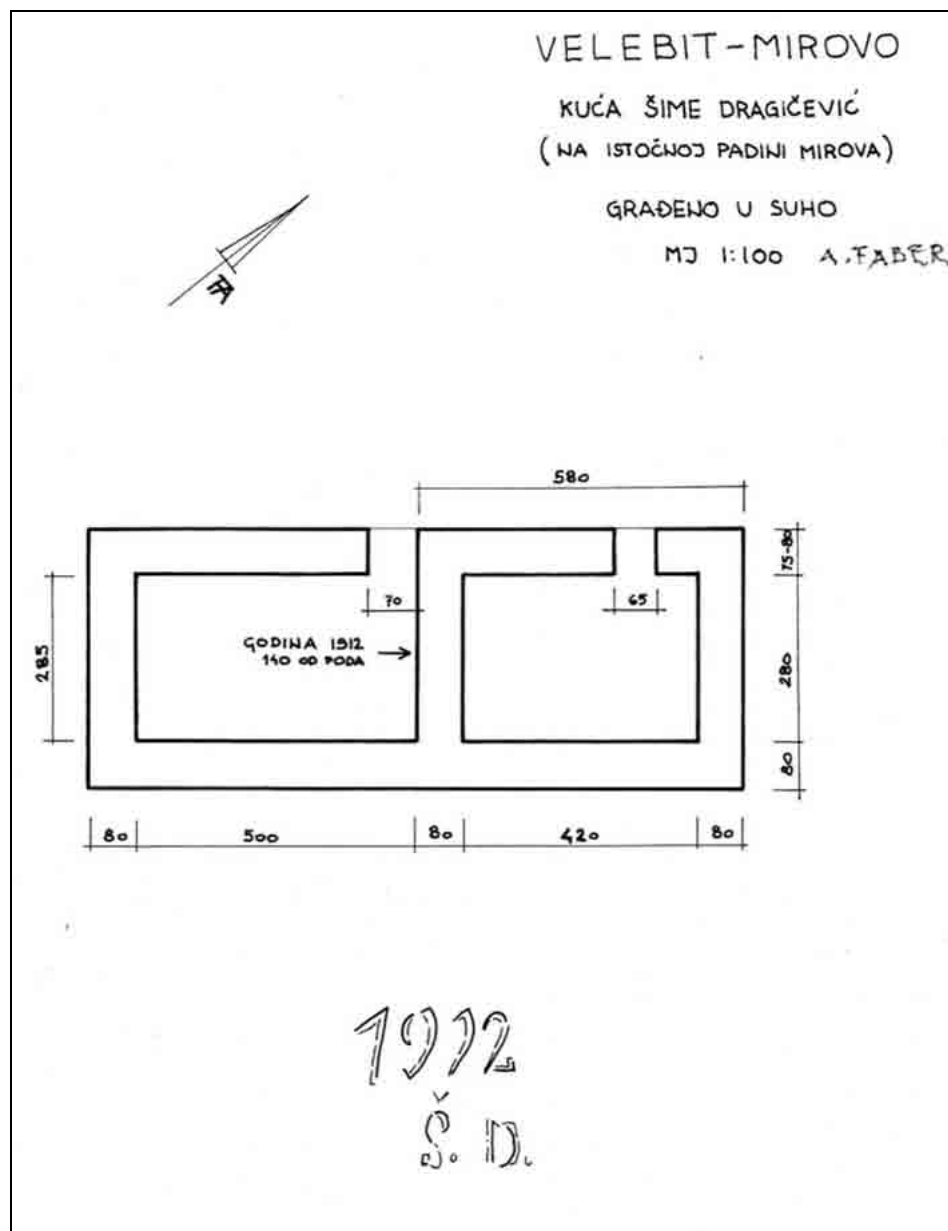 VELEBIT-MIROVO
KUĆA ŠIME DRAGIČEVIĆ
(NA ISTOČNOJ PADINI MIROVA)
GRAĐENO U SUHO
MJ 1:100 A. FABER
580
75-80
70
65
GODINA 1912
140 OD PODA
285
280
80
80 500 80 420 80
1912
Š. D.